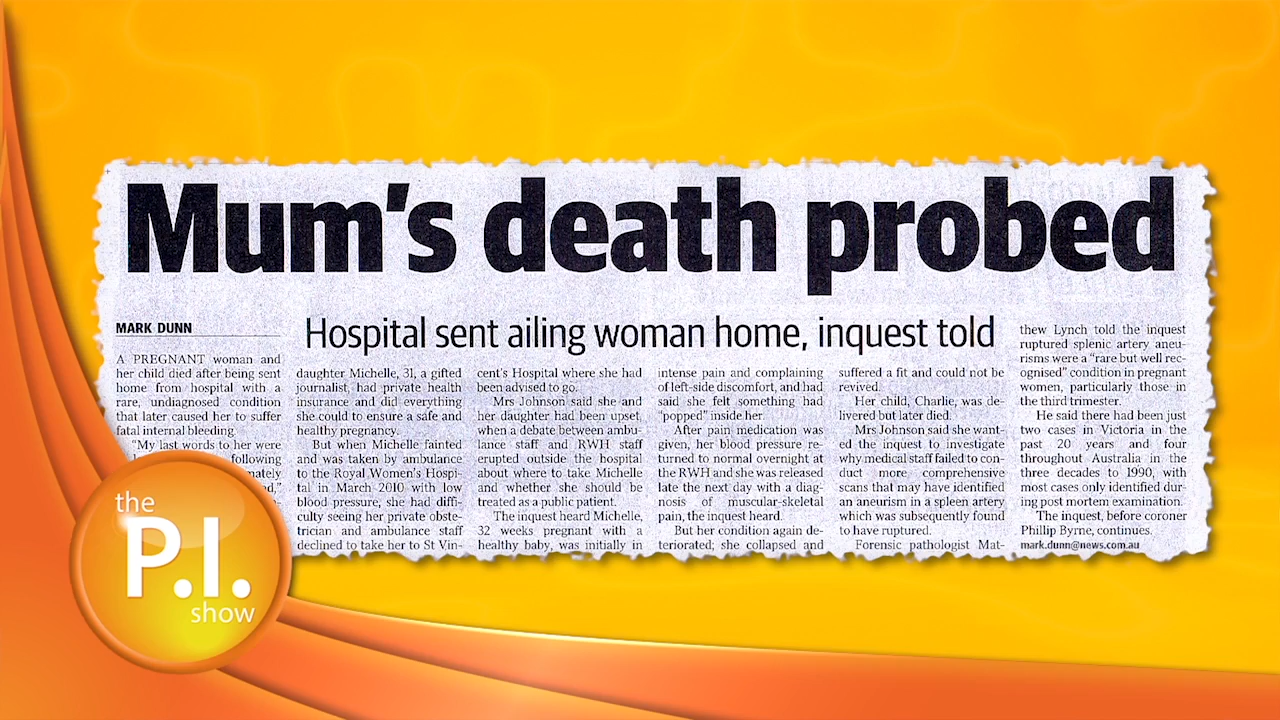 Mum's death probed
MARK DUNN
Hospital sent ailing woman home, inquest told
A PREGNANT woman and
her child died after being sent
home from hospital with a
rare, undiagnosed condition
that later caused her to suffer
fatal internal bleeding.
"My last words to her were
following
mately
ed,"
daughter Michelle, 31, a gifted
journalist, had private health
insurance and did everything
she could to ensure a safe and
healthy pregnancy.
But when Michelle fainted
and was taken by ambulance
to the Royal Women's Hospi-
tal in March 2010 with low
blood pressure, she had diffi-
culty seeing her private obste-
trician and ambulance staff
declined to take her to St Vin-
cent's Hospital where she had
been advised to go.
Mrs Johnson said she and
her daughter had been upset
when a debate between ambu-
lance staff and RWH staff
erupted outside the hospital
about where to take Michelle
and whether she should be
treated as a public patient.
The inquest heard Michelle,
32 weeks pregnant with a
healthy baby, was initially in
intense pain and complaining
of left-side discomfort, and had
said she felt something had
"popped" inside her.
After pain medication was
given, her blood pressure re-
turned to normal overnight at
the RWH and she was released
late the next day with a diag-
nosis of muscular-skeletal
pain, the inquest heard.
But her condition again de-
teriorated; she collapsed and
suffered a fit and could not be
revived.
Her child, Charlie, was de-
livered but later died.
Mrs Johnson said she want-
ed the inquest to investigate
why medical staff failed to con-
duct more comprehensive
scans that may have identified
an aneurism in a spleen artery
which was subsequently found
to have ruptured.
Forensic pathologist Mat-
thew Lynch told the inquest
ruptured splenic artery aneu-
risms were a "rare but well rec-
ognised" condition in pregnant
women, particularly those in
the third trimester.
He said there had been just
two cases in Victoria in the
past 20 years and four
throughout Australia in the
three decades to 1990, with
most cases only identified dur-
ing post mortem examination.
The inquest, before coroner
Phillip Byrne, continues.
mark.dunn@news.com.au
the
P.I.
show